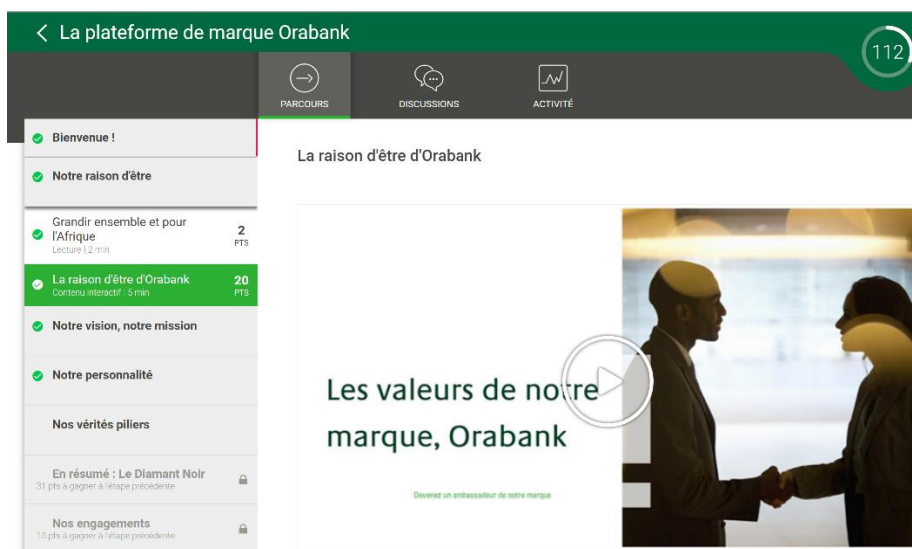 La plateforme de marque Orabank
112
PARCOURS
DISCUSSIONS
ACTIVITÉ
Bienvenue !
Notre raison d'être
Grandir ensemble et pour
l'Afrique
Lecture | 2 min
2
PTS
La raison d'être d'Orabank
Contenu interactif | 5 min
20
PTS
Notre vision, notre mission
Notre personnalité
Nos vérités piliers
En résumé : Le Diamant Noir
31 pts à gagner à l'étape précédente
Nos engagements
15 pts à gagner à l'étape précédente
La raison d'être d'Orabank
Les valeurs de notre
marque, Orabank
Devenez un ambassadeur de notre marque